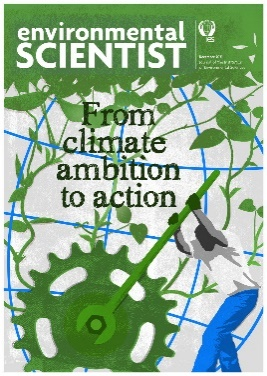 environmental
SCIENTIST
From
climate
ambition
to action